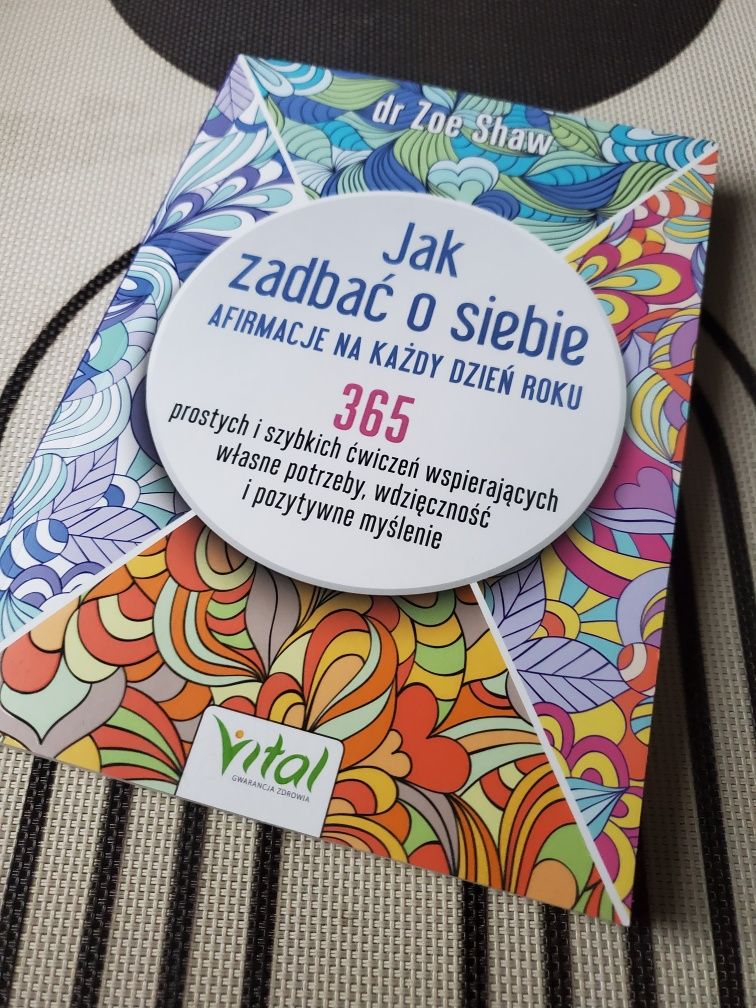 dr Zoe Shaw
Jak
zadbać o siebie
AFIRMACJE NA KAŻDY DZIEŃ ROKU
365
prostych i szybkich ćwiczeń wspierających
własne potrzeby, wdzięczność
i pozytywne myślenie
Vital
GWARANCJA ZDROWIA